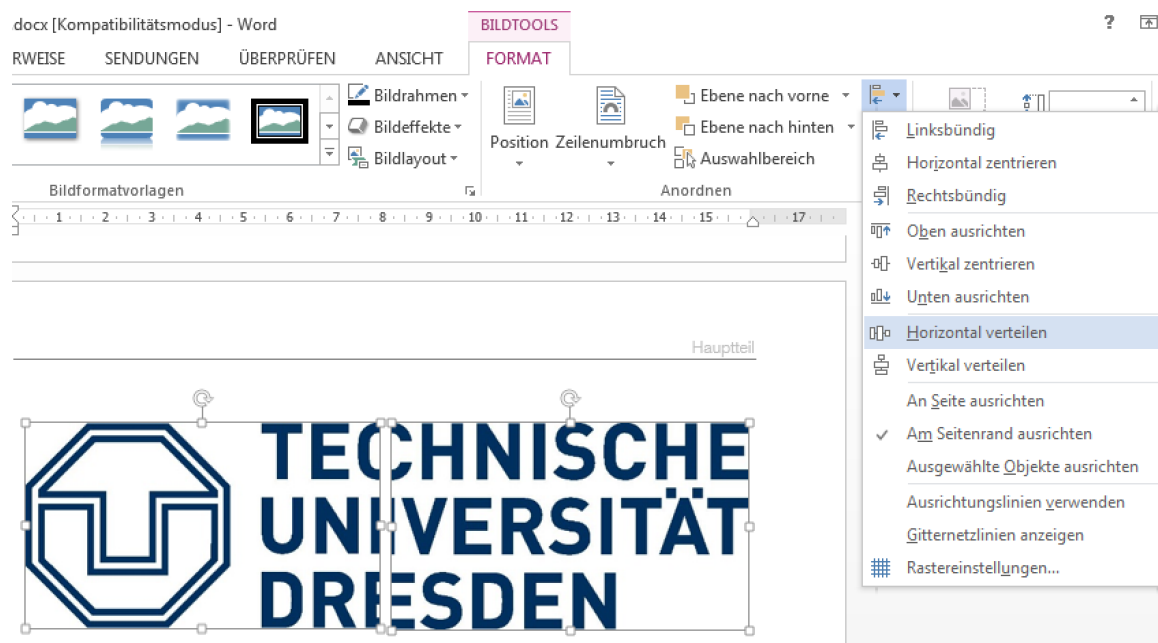 .docx [Kompatibilitätsmodus] - Word
BILDTOOLS
?
RWEISE SENDUNGEN ÜBERPRÜFEN ANSICHT FORMAT
Bildrahmen
Bildeffekte
Bildlayout
Position Zeilenumbruch
Ebene nach vorne
Ebene nach hinten
Auswahlbereich
Bildformatvorlagen
Anordnen
1 2 3 4 5 6 7 8 9 10 11 12 13 14 15 17
Linksbündig
Horizontal zentrieren
Rechtsbündig
Oben ausrichten
Vertikal zentrieren
Unten ausrichten
Horizontal verteilen
Vertikal verteilen
An Seite ausrichten
Am Seitenrand ausrichten
Ausgewählte Objekte ausrichten
Ausrichtungslinien verwenden
Gitternetzlinien anzeigen
Rastereinstellungen...
Hauptteil
TECHNISCHE
UNIVERSITÄT
DRESDEN